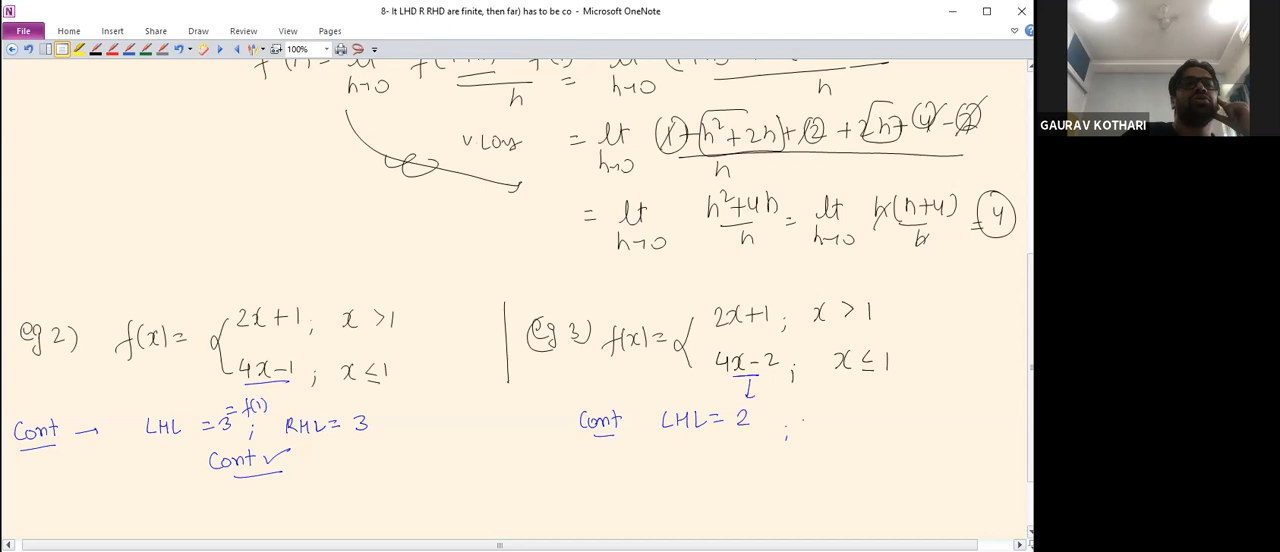 8- It LHD R RHD are finite, then far) has to be co - Microsoft OneNote
File Home Insert Share Draw Review View Pages
100%
GAURAV KOTHARI
h→0 h = h→0 h
= lt (1+h²+2h)+(2+2h)+(4)-(7)
h→0 h
= lt h²+4h = lt h(h+4) = 4
h→0 h h→0 h
eg 2) f(x) = { 2x+1 ; x >1
4x-1 ; x ≤ 1
eg 3) f(x) = { 2x+1 ; x > 1
4x-2 ; x ≤ 1
Cont → LHL = 3 = f(1) ; RHL = 3
Cont ✓
Cont LHL = 2 ;